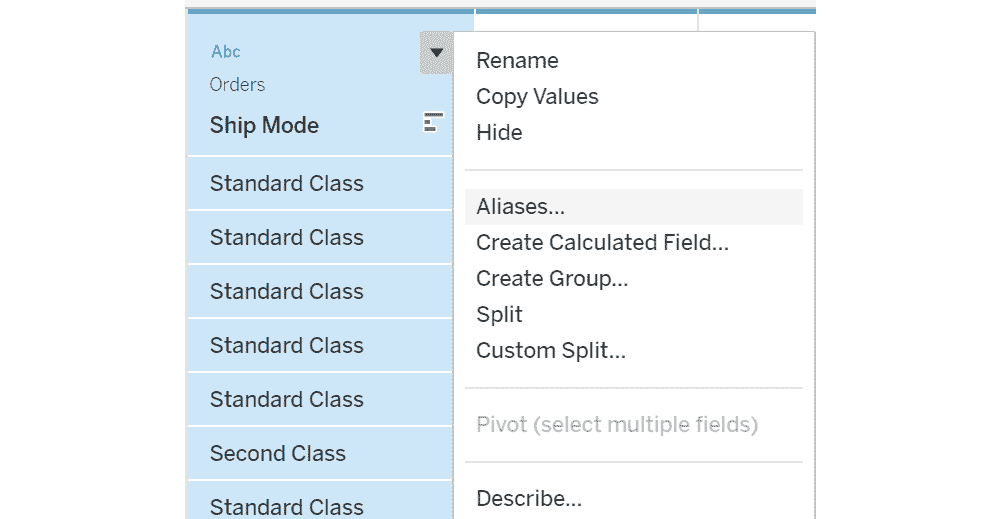 Abc
Orders
Ship Mode
Standard Class
Standard Class
Standard Class
Standard Class
Standard Class
Second Class
Standard Class
Rename
Copy Values
Hide
Aliases...
Create Calculated Field...
Create Group...
Split
Custom Split...
Pivot (select multiple fields)
Describe...